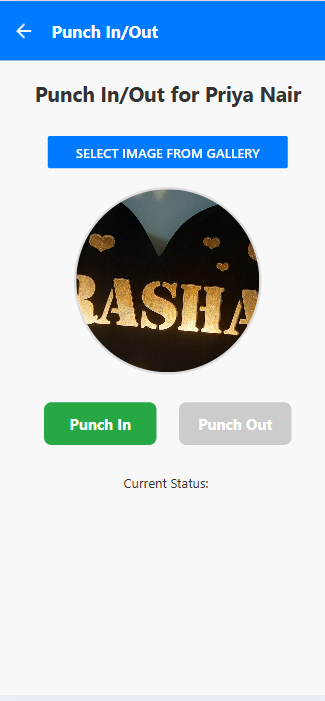 Punch In/Out
Punch In/Out for Priya Nair
SELECT IMAGE FROM GALLERY
RASHA
Punch In Punch Out
Current Status: